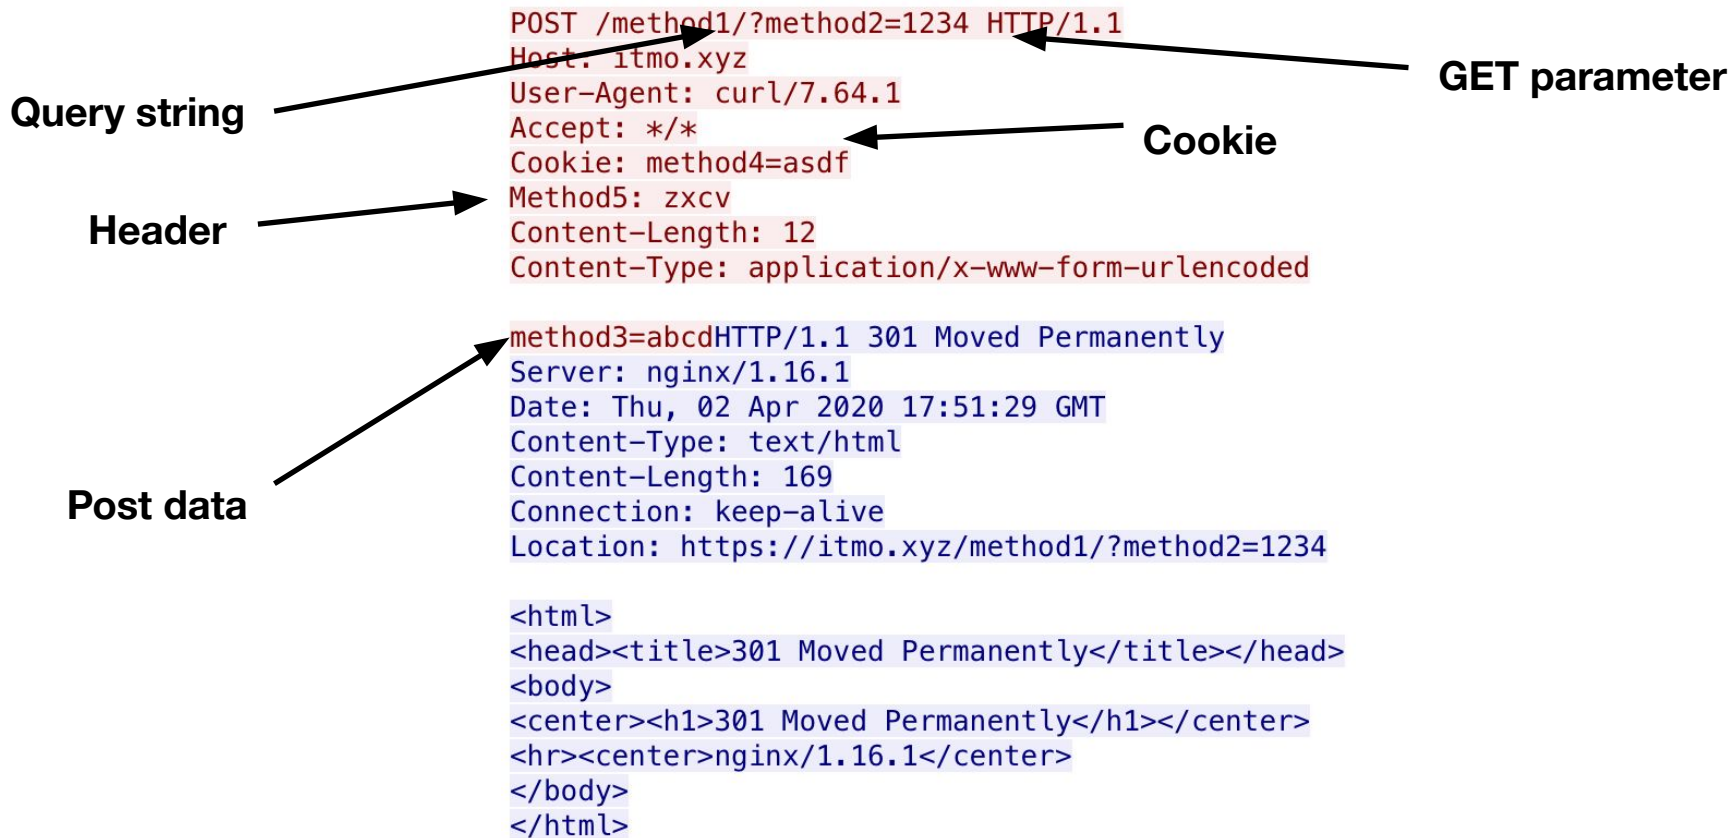 POST /method1/?method2=1234 HTTP/1.1
GET parameter
Host: itmo.xyz
User-Agent: curl/7.64.1
Query string
Accept: */*
Cookie
Cookie: method4=asdf
Method5: zxcv
Header
Content-Length: 12
Content-Type: application/x-www-form-urlencoded
method3=abcdHTTP/1.1 301 Moved Permanently
Server: nginx/1.16.1
Date: Thu, 02 Apr 2020 17:51:29 GMT
Content-Type: text/html
Content-Length: 169
Post data
Connection: keep-alive
Location: https://itmo.xyz/method1/?method2=1234
<html>
<head><title>301 Moved Permanently</title></head>
<body>
<center><h1>301 Moved Permanently</h1></center>
<hr><center>nginx/1.16.1</center>
</body>
</html>